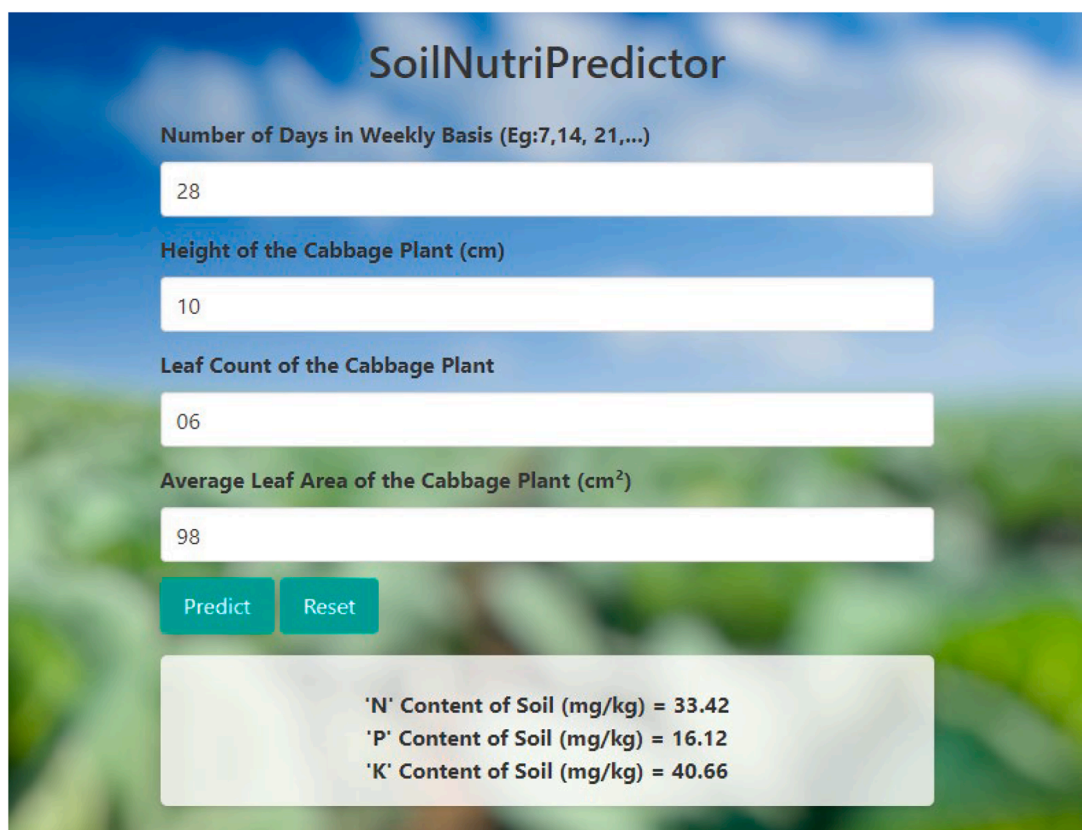 SoilNutriPredictor
Number of Days in Weekly Basis (Eg:7,14, 21,...)
28
Height of the Cabbage Plant (cm)
10
Leaf Count of the Cabbage Plant
06
Average Leaf Area of the Cabbage Plant (cm²)
98
Predict Reset
'N' Content of Soil (mg/kg) = 33.42
'P' Content of Soil (mg/kg) = 16.12
'K' Content of Soil (mg/kg) = 40.66